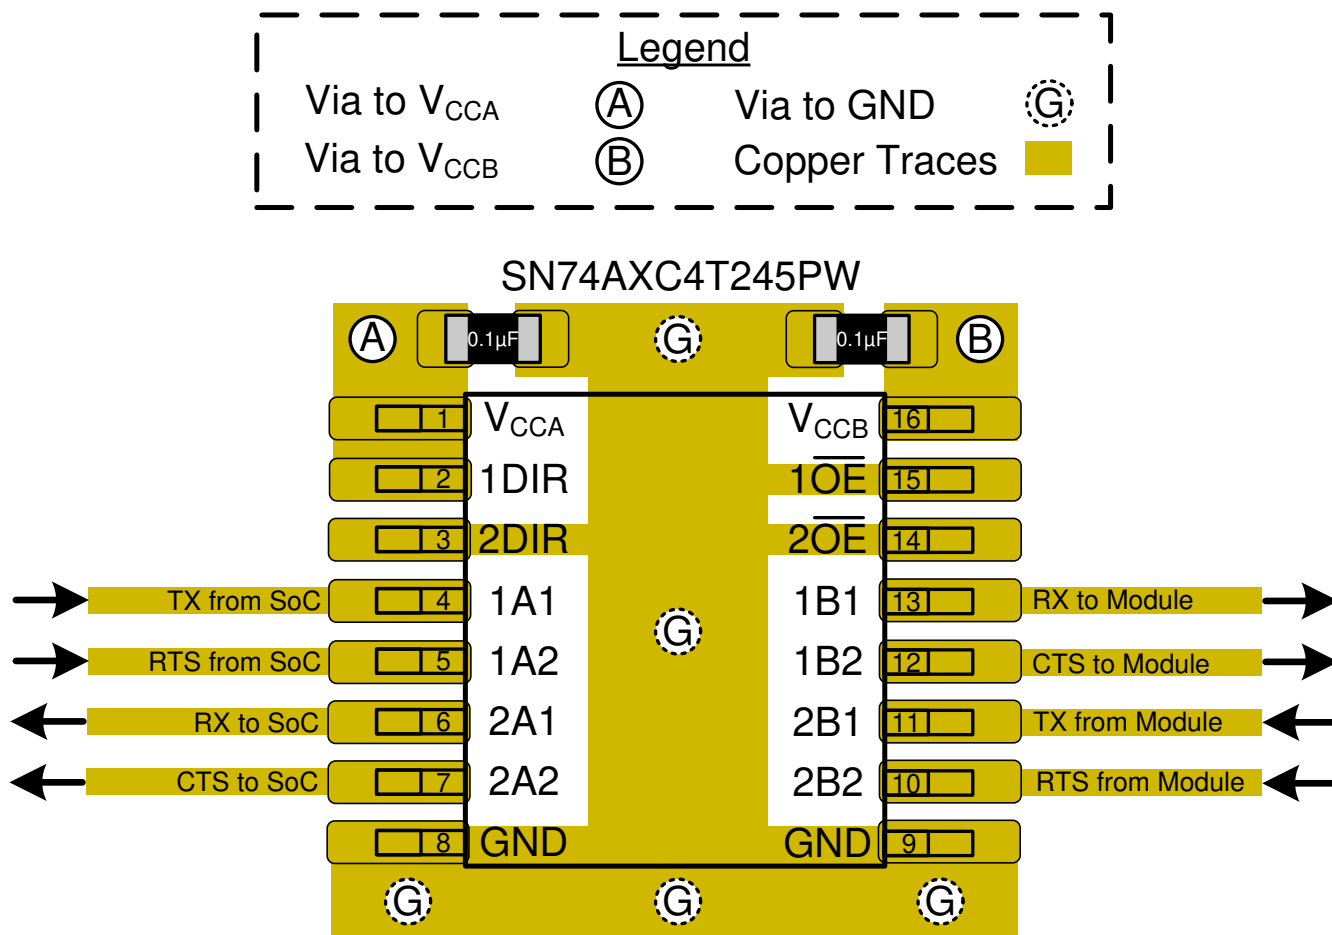 Legend
Via to VCCA A Via to GND G
Via to VCCB B Copper Traces
SN74AXC4T245PW
A 0.1µF G 0.1µF B
1 VCCA VCCB 16
2 1DIR 1OE 15
3 2DIR 2OE 14
TX from SoC 4 1A1 1B1 13 RX to Module
G
RTS from SoC 5 1A2 1B2 12 CTS to Module
RX to SoC 6 2A1 2B1 11 TX from Module
CTS to SoC 7 2A2 2B2 10 RTS from Module
8 GND GND 9
G G G